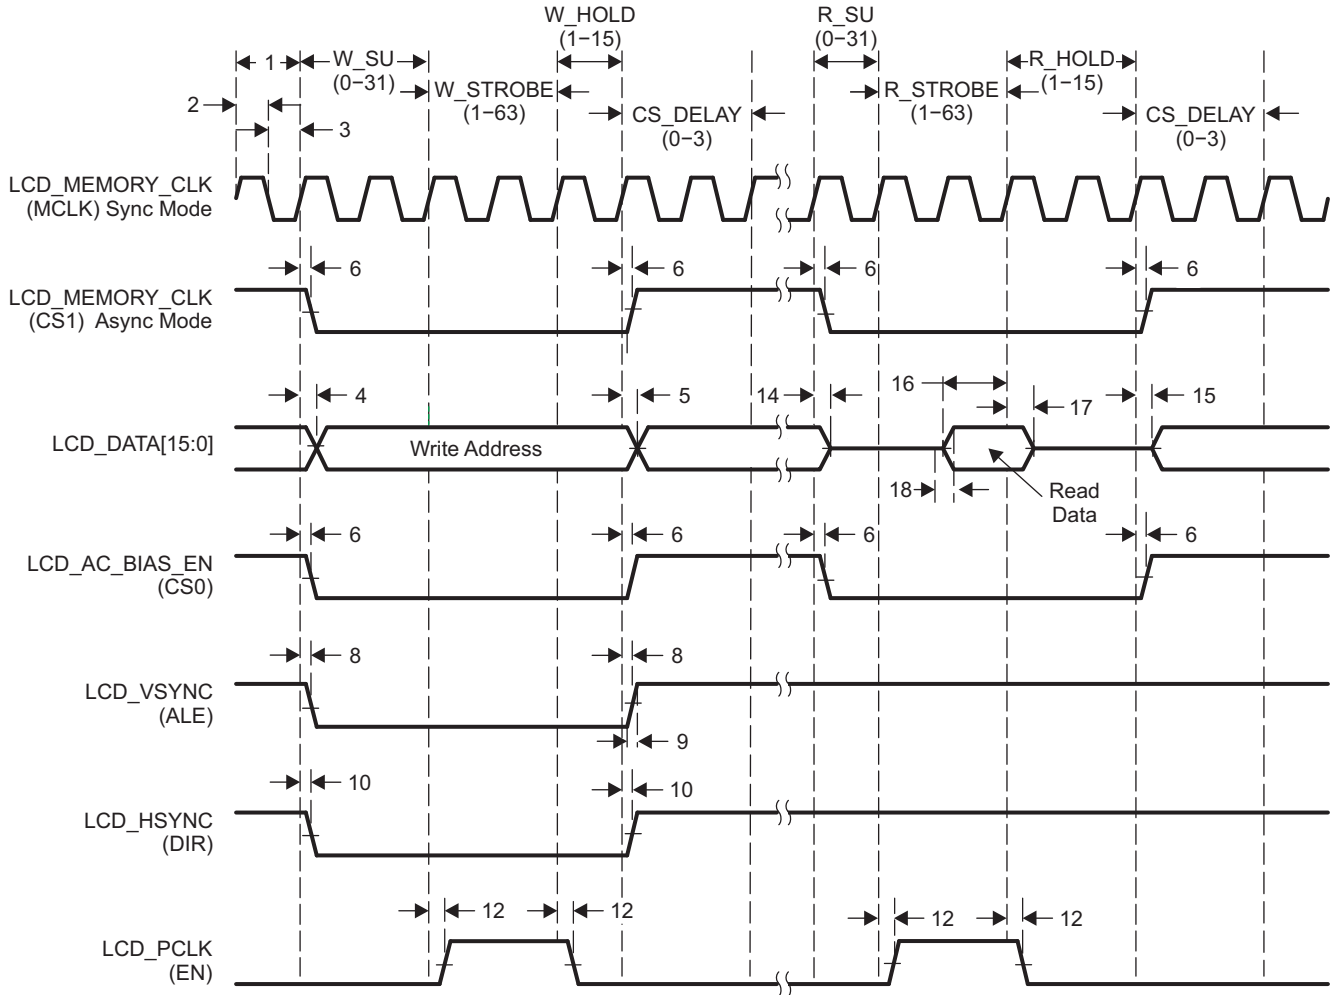 W_HOLD
(1−15)
R_SU
(0−31)
1
W_SU
(0−31)
R_HOLD
(1−15)
2
W_STROBE
(1−63)
R_STROBE
(1−63)
3
CS_DELAY
(0−3)
CS_DELAY
(0−3)
LCD_MEMORY_CLK
(MCLK) Sync Mode
6
6
6
6
LCD_MEMORY_CLK
(CS1) Async Mode
4
5
14
16
17
15
LCD_DATA[15:0]
Write Address
18
Read
Data
6
6
6
6
LCD_AC_BIAS_EN
(CS0)
8
8
LCD_VSYNC
(ALE)
9
10
10
LCD_HSYNC
(DIR)
12
12
12
12
LCD_PCLK
(EN)